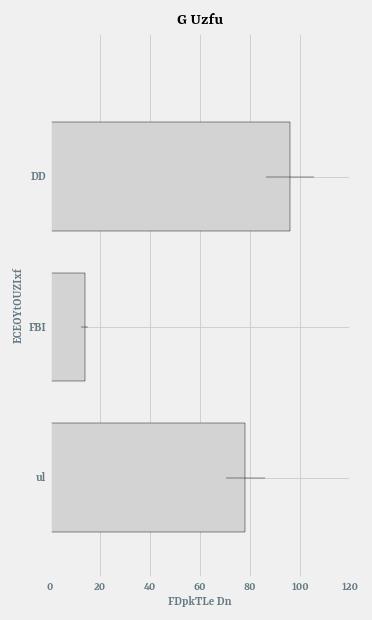 G Uzfu
DD
FBI
ul
ECEOYtOUZIxf
0 20 40 60 80 100 120
FDpkTLe Dn